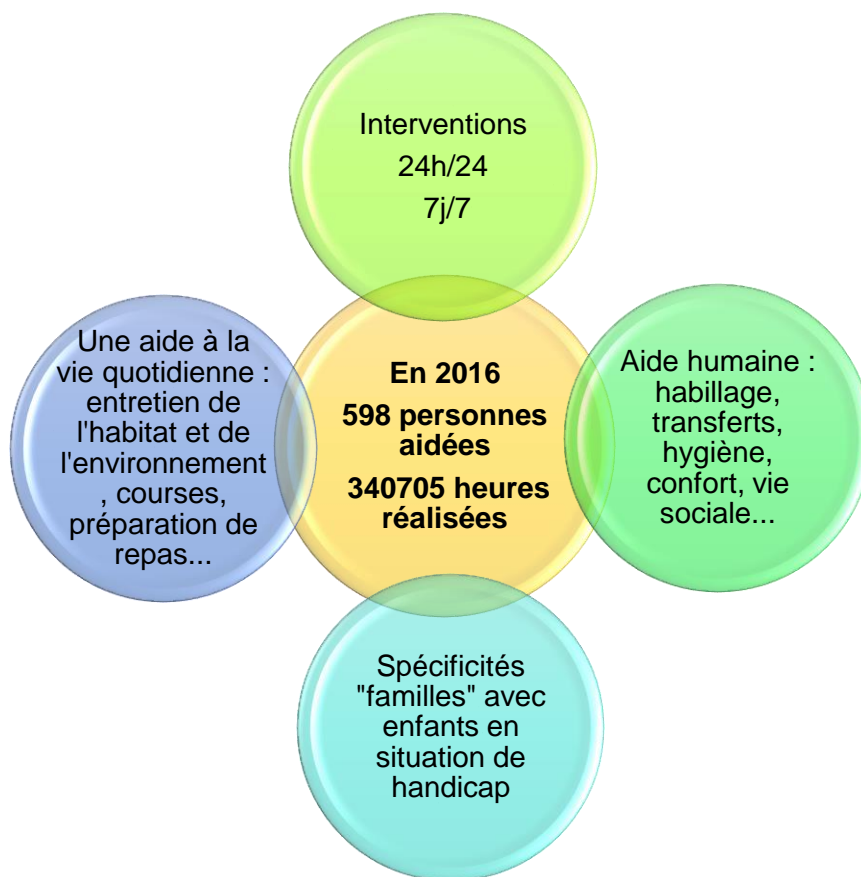 Interventions
24h/24
7j/7
Une aide à la
vie quotidienne :
entretien de
l'habitat et de
l'environnement
, courses,
préparation de
repas...
En 2016
598 personnes
aidées
340705 heures
réalisées
Aide humaine :
habillage,
transferts,
hygiène,
confort, vie
sociale...
Spécificités
"familles" avec
enfants en
situation de
handicap